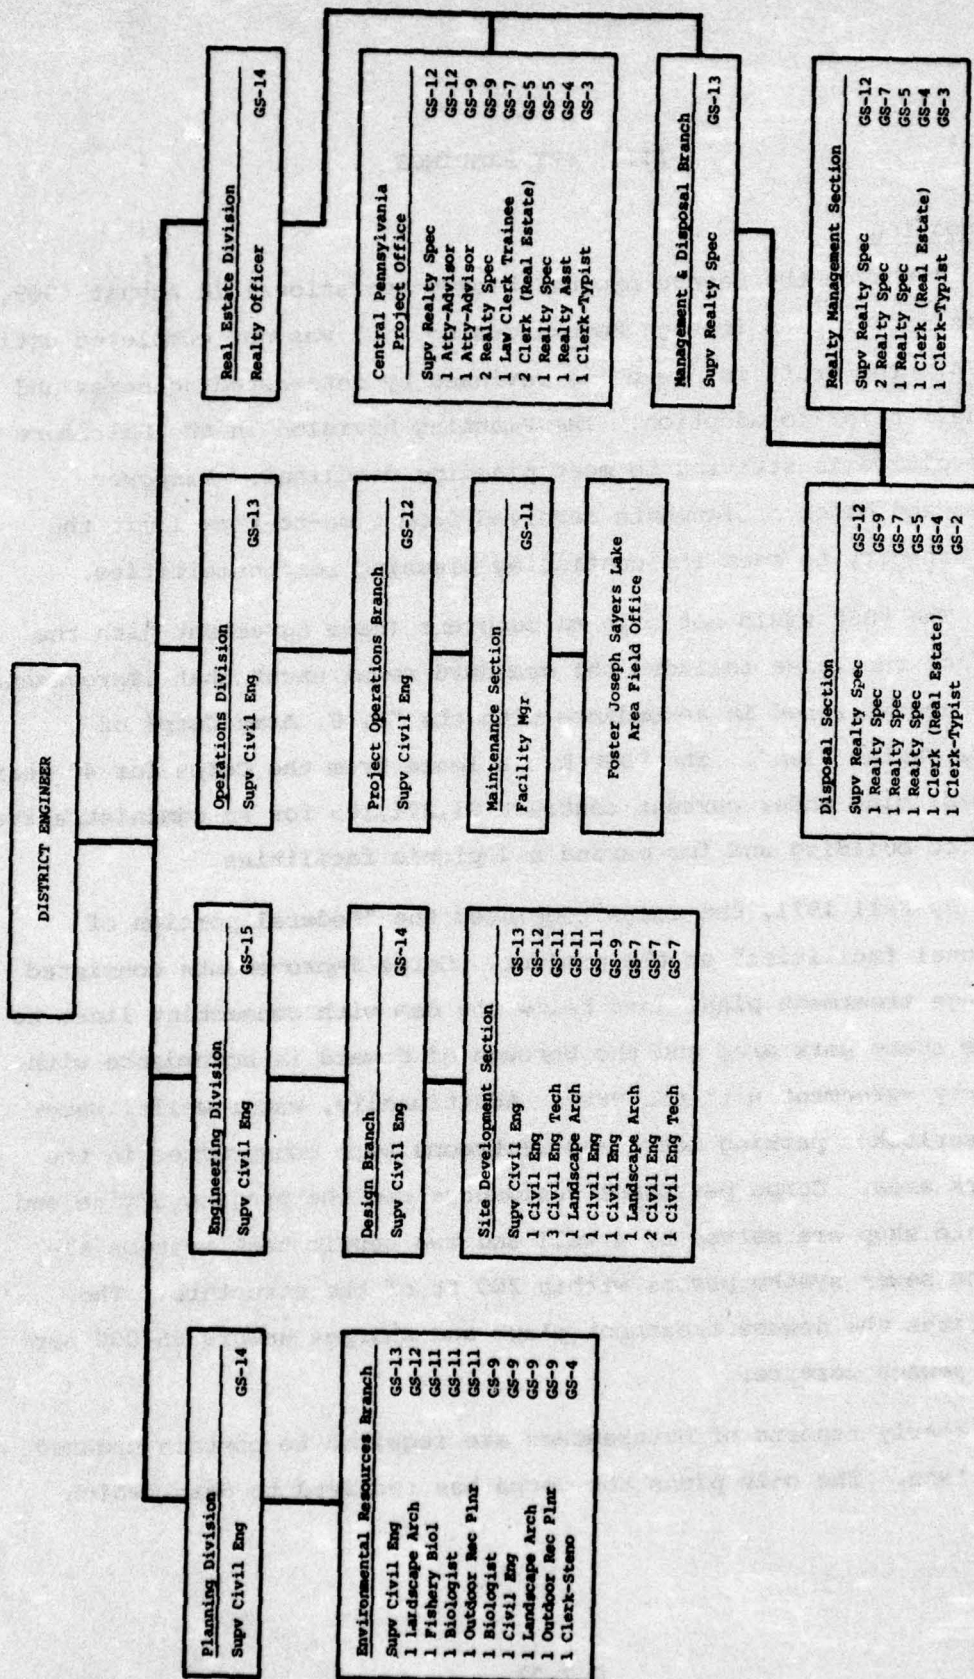 DISTRICT ENGINEER
Planning Division
Supv Civil Eng GS-14
Environmental Resources Branch
Supv Civil Eng GS-13
1 Landscape Arch GS-12
1 Fishery Biol GS-11
1 Biologist GS-11
1 Outdoor Rec Plnr GS-11
1 Biologist GS-9
1 Civil Eng GS-9
1 Landscape Arch GS-9
1 Outdoor Rec Plnr GS-9
1 Clerk-Steno GS-4
Engineering Division
Supv Civil Eng GS-15
Design Branch
Supv Civil Eng GS-14
Site Development Section
Supv Civil Eng GS-13
1 Civil Eng GS-12
3 Civil Eng Tech GS-11
1 Landscape Arch GS-11
1 Civil Eng GS-11
1 Civil Eng GS-9
1 Landscape Arch GS-7
2 Civil Eng GS-7
1 Civil Eng Tech GS-7
Operations Division
Supv Civil Eng GS-13
Project Operations Branch
Supv Civil Eng GS-12
Maintenance Section
Facility Mgr GS-11
Foster Joseph Sayers Lake
Area Field Office
Real Estate Division
Realty Officer GS-14
Central Pennsylvania
Project Office
Supv Realty Spec GS-12
1 Atty-Advisor GS-12
1 Atty-Advisor GS-9
2 Realty Spec GS-9
1 Law Clerk Trainee GS-7
2 Clerk (Real Estate) GS-5
1 Realty Spec GS-5
1 Realty Asst GS-4
1 Clerk-Typist GS-3
Management & Disposal Branch
Supv Realty Spec GS-13
Disposal Section
Supv Realty Spec GS-12
1 Realty Spec GS-9
1 Realty Spec GS-7
1 Realty Spec GS-5
1 Clerk (Real Estate) GS-4
1 Clerk-Typist GS-2
Realty Management Section
Supv Realty Spec GS-12
2 Realty Spec GS-7
1 Realty Spec GS-5
1 Clerk (Real Estate) GS-4
1 Clerk-Typist GS-3